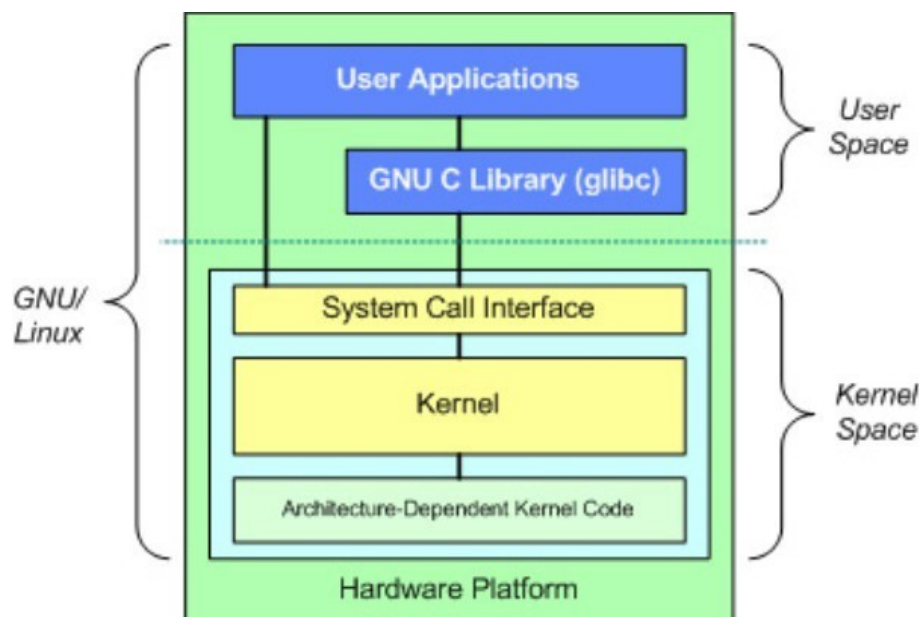 User Applications
GNU C Library (glibc)
User
Space
GNU/
Linux
System Call Interface
Kernel
Kernel
Space
Architecture-Dependent Kernel Code
Hardware Platform